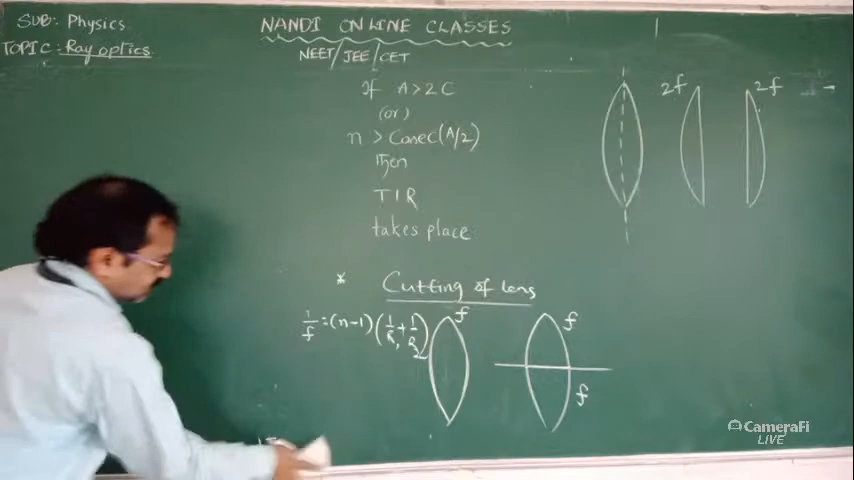 SUB:- Physics
TOPIC: Ray optics
NANDI ONLINE CLASSES
NEET/JEE/CET
If A>2C
(or)
n > Cosec(A/2)
Then
TIR
takes place
* Cutting of lens
1/f = (n-1) (1/R1 + 1/R2)
f
f
f
2f
2f
CameraFi
LIVE